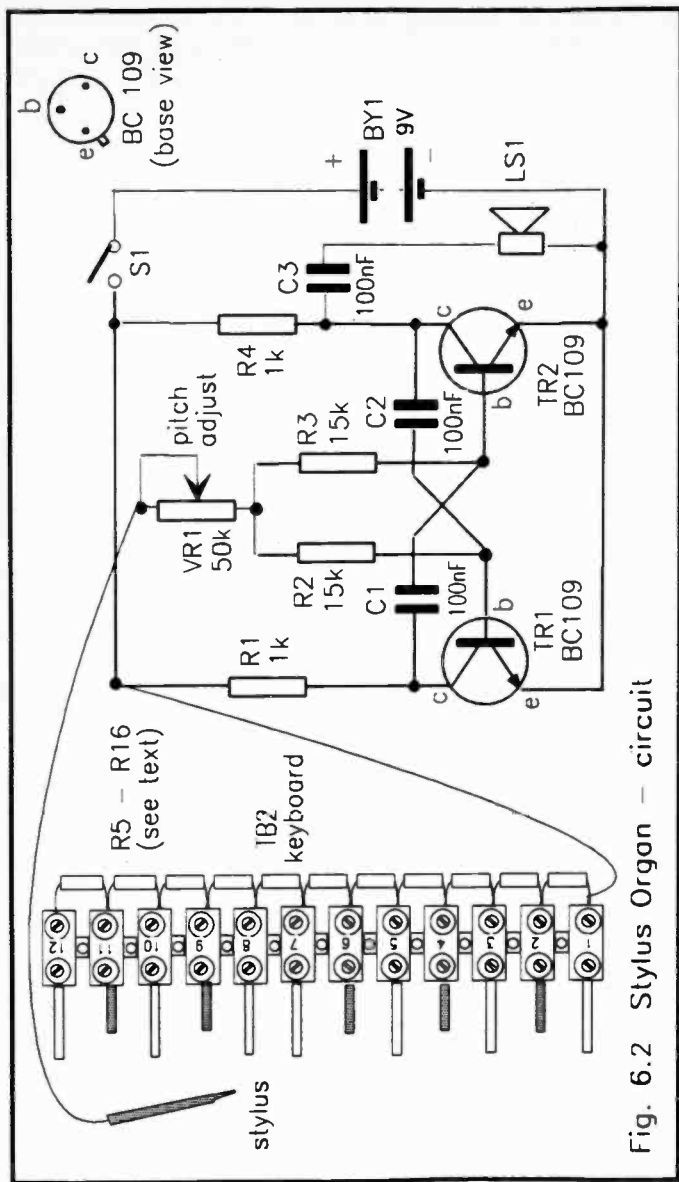 stylus
R5 - R16
(see text)
TB2
keyboard
12
11
10
9
8
7
6
5
4
3
2
1
R1
1k
VR1
50k
pitch
adjust
R2
15k
R3
15k
R4
1k
C1
100nF
C2
100nF
C3
100nF
S1
+
BY1
9V
-
LS1
c
b
e
TR1
BC109
c
b
e
TR2
BC109
b
e
c
BC 109
(base view)
Fig. 6.2 Stylus Organ – circuit